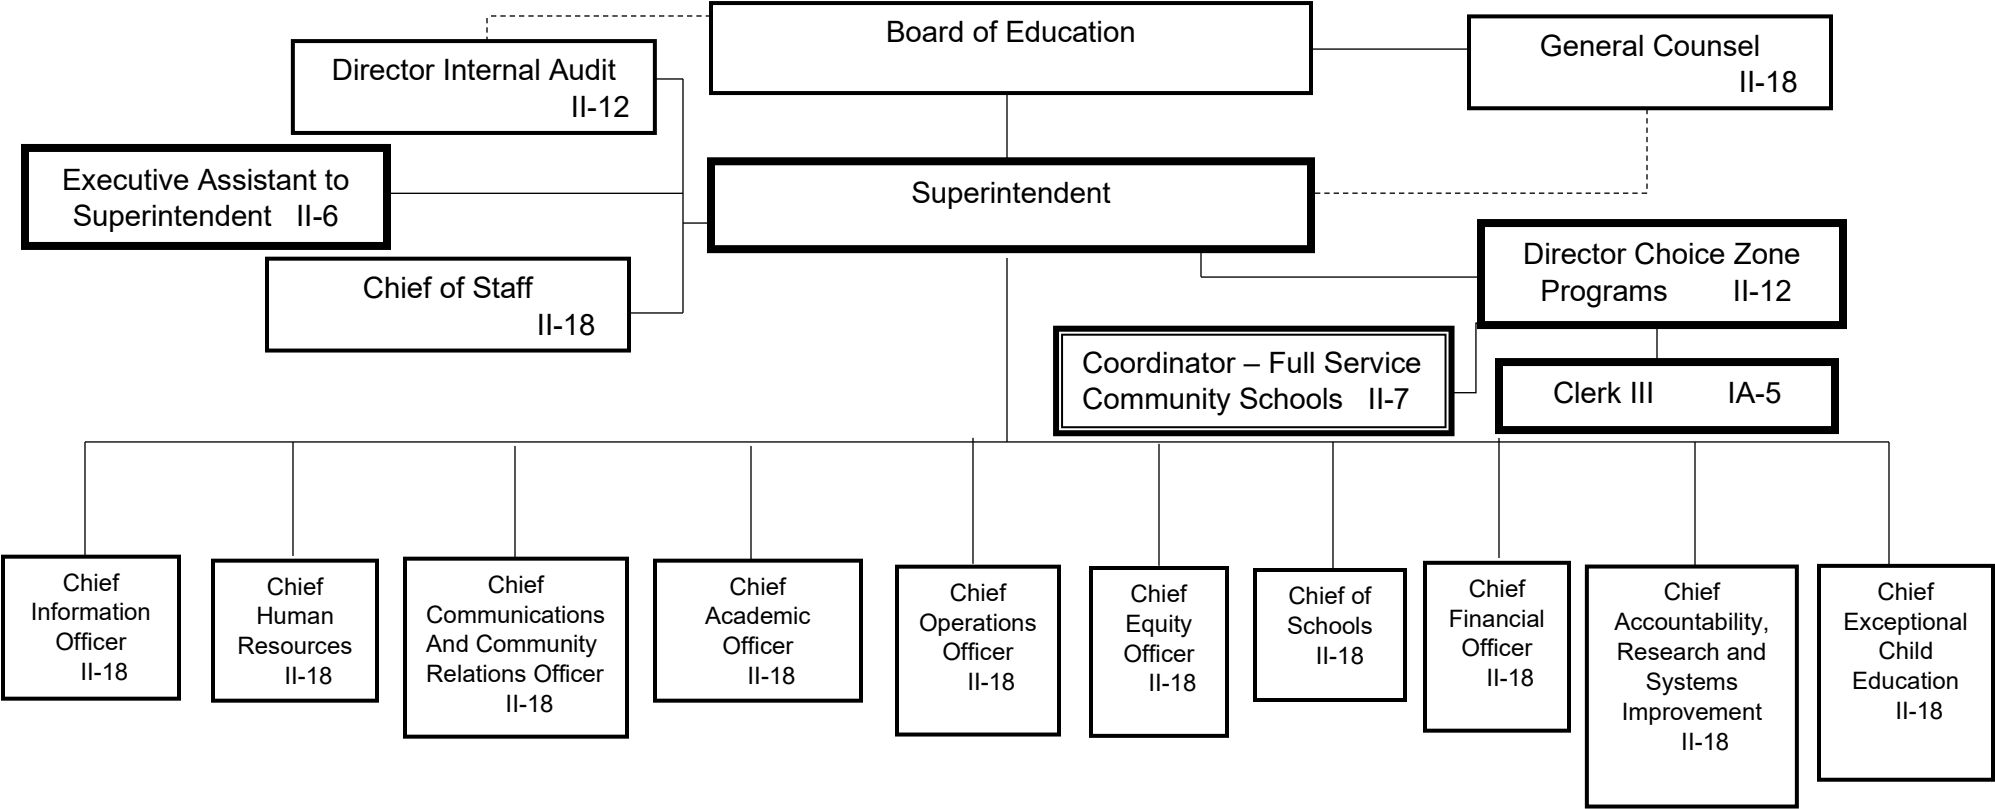 Board of Education
General Counsel
II-18
Director Internal Audit
II-12
Executive Assistant to
Superintendent II-6
Superintendent
Director Choice Zone
Programs II-12
Chief of Staff
II-18
Coordinator – Full Service
Community Schools II-7
Clerk III IA-5
Chief
Information
Officer
II-18
Chief
Human
Resources
II-18
Chief
Communications
And Community
Relations Officer
II-18
Chief
Academic
Officer
II-18
Chief
Operations
Officer
II-18
Chief
Equity
Officer
II-18
Chief of
Schools
II-18
Chief
Financial
Officer
II-18
Chief
Accountability,
Research and
Systems
Improvement
II-18
Chief
Exceptional
Child
Education
II-18